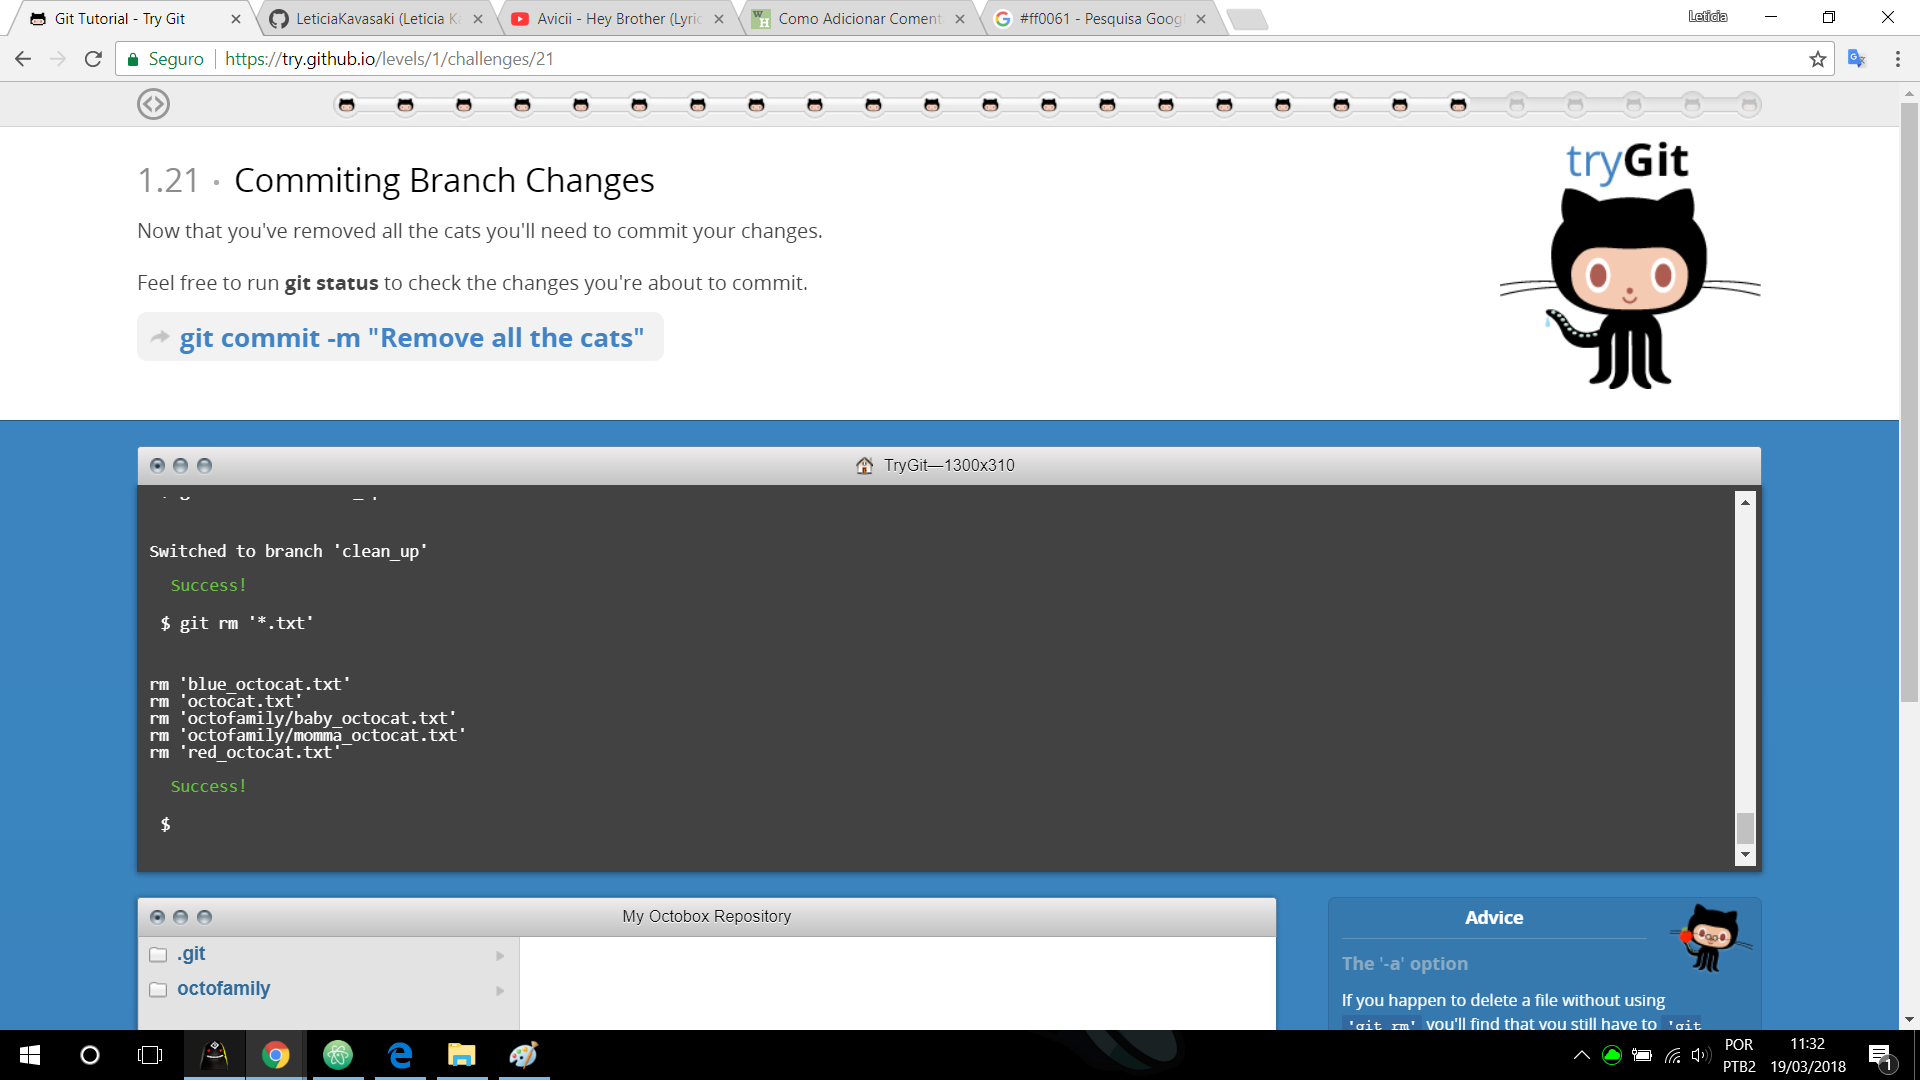 Git Tutorial - Try Git
LeticiaKavasaki (Leticia K
Avicii - Hey Brother (Lyric
Como Adicionar Coment
#ff0061 - Pesquisa Goog
Leticia
Seguro
https://try.github.io/levels/1/challenges/21
1.21 · Commiting Branch Changes
Now that you've removed all the cats you'll need to commit your changes.
Feel free to run git status to check the changes you're about to commit.
git commit -m "Remove all the cats"
tryGit
TryGit—1300x310
Switched to branch 'clean_up'
Success!
$ git rm '*.txt'
rm 'blue_octocat.txt'
rm 'octocat.txt'
rm 'octofamily/baby_octocat.txt'
rm 'octofamily/momma_octocat.txt'
rm 'red_octocat.txt'
Success!
$
My Octobox Repository
.git
octofamily
Advice
The '-a' option
If you happen to delete a file without using
'git rm' you'll find that you still have to 'git
POR
PTB2
11:32
19/03/2018
1